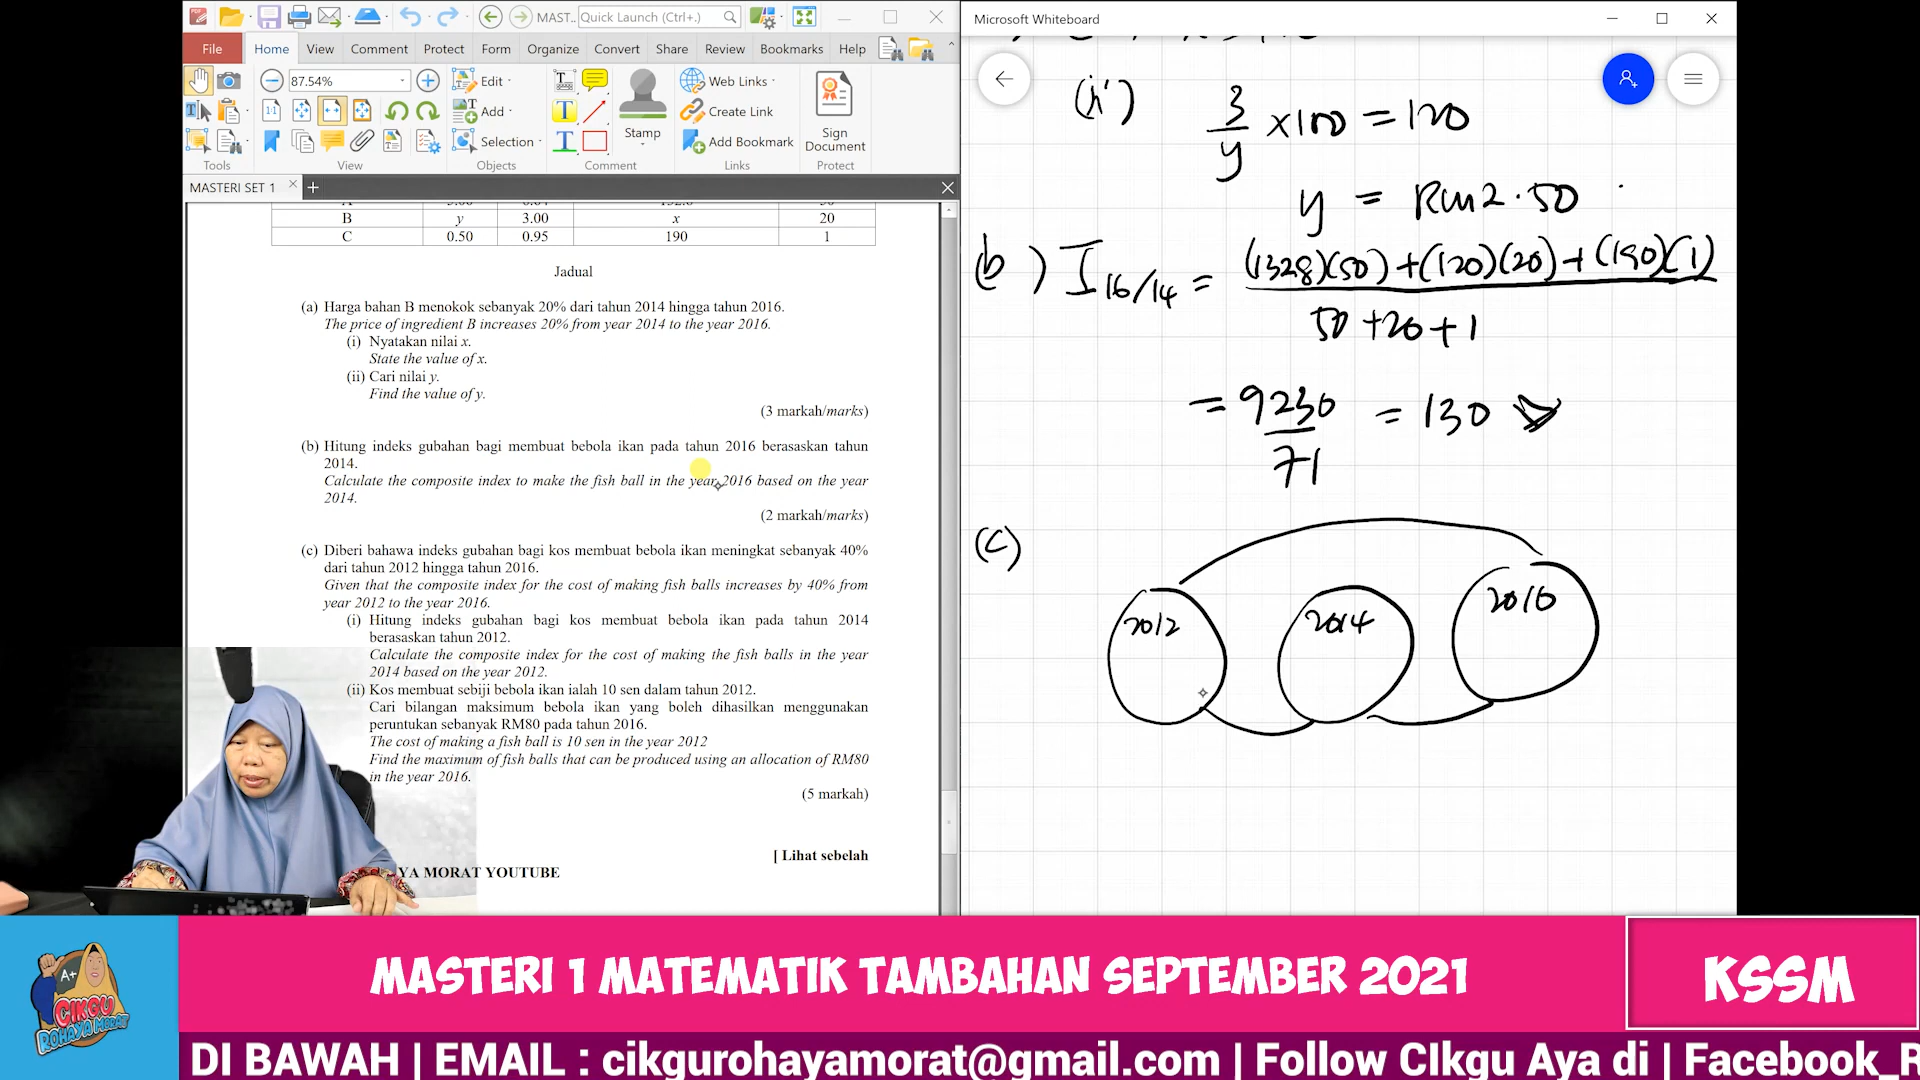 MAST..
Quick Launch (Ctrl+.)
File Home View Comment Protect Form Organize Convert Share Review Bookmarks Help
87.54%
Edit
Add
Selection
Stamp
Web Links
Create Link
Add Bookmark
Sign Document
Tools View Objects Comment Links Protect
MASTERI SET 1
B y 3.00 x 20
C 0.50 0.95 190 1
Jadual
(a) Harga bahan B menokok sebanyak 20% dari tahun 2014 hingga tahun 2016.
The price of ingredient B increases 20% from year 2014 to the year 2016.
(i) Nyatakan nilai x.
State the value of x.
(ii) Cari nilai y.
Find the value of y.
(3 markah/marks)
(b) Hitung indeks gubahan bagi membuat bebola ikan pada tahun 2016 berasaskan tahun
2014.
Calculate the composite index to make the fish ball in the year 2016 based on the year
2014.
(2 markah/marks)
(c) Diberi bahawa indeks gubahan bagi kos membuat bebola ikan meningkat sebanyak 40%
dari tahun 2012 hingga tahun 2016.
Given that the composite index for the cost of making fish balls increases by 40% from
year 2012 to the year 2016.
(i) Hitung indeks gubahan bagi kos membuat bebola ikan pada tahun 2014
berasaskan tahun 2012.
Calculate the composite index for the cost of making the fish balls in the year
2014 based on the year 2012.
(ii) Kos membuat sebiji bebola ikan ialah 10 sen dalam tahun 2012.
Cari bilangan maksimum bebola ikan yang boleh dihasilkan menggunakan
peruntukan sebanyak RM80 pada tahun 2016.
The cost of making a fish ball is 10 sen in the year 2012
Find the maximum of fish balls that can be produced using an allocation of RM80
in the year 2016.
(5 markah)
[ Lihat sebelah
YA MORAT YOUTUBE
Microsoft Whiteboard
(ii) 3/y × 100 = 120
y = RM2.50
(b) I 16/14 = (132.8)(50) + (120)(20) + (190)(1)
50 + 20 + 1
= 9230/71 = 130
(c)
2012 2014 2016
A+
CIKGU
ROHAYA MORAT
MASTERI 1 MATEMATIK TAMBAHAN SEPTEMBER 2021
KSSM
DI BAWAH | EMAIL : cikgurohayamorat@gmail.com | Follow CIkgu Aya di | Facebook_R